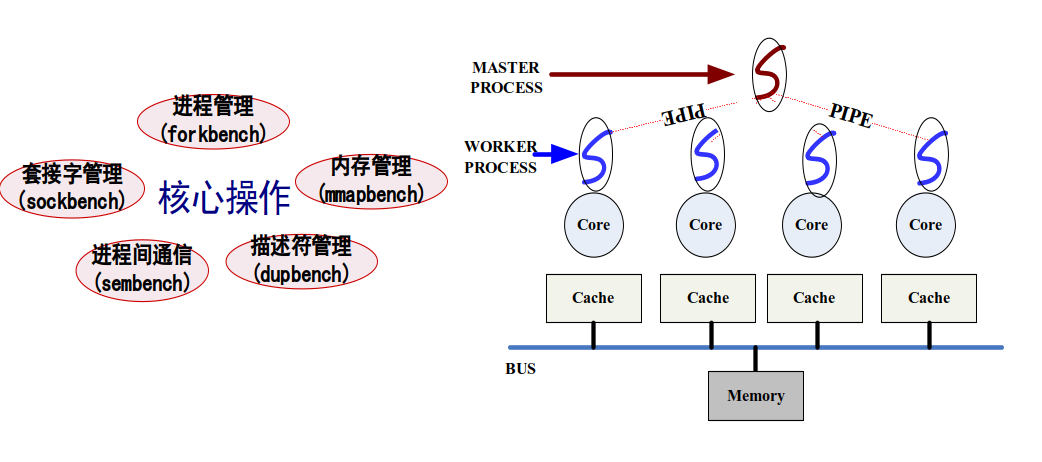 进程管理
(forkbench)
套接字管理
(sockbench)
核心操作
内存管理
(mmapbench)
进程间通信
(sembench)
描述符管理
(dupbench)
MASTER
PROCESS
PIPE
PIPE
WORKER
PROCESS
Core
Core
Core
Core
Cache
Cache
Cache
Cache
BUS
Memory